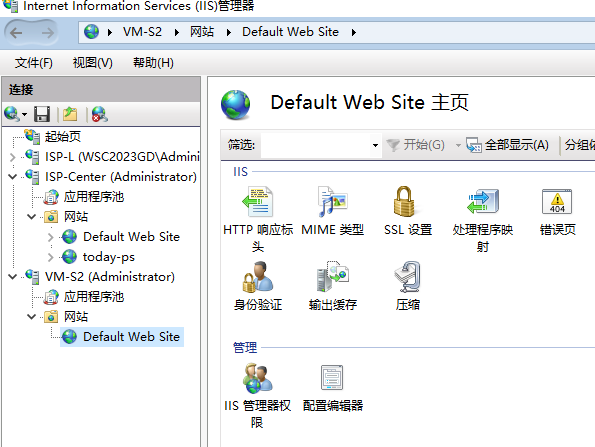 Internet Information Services (IIS)管理器
VM-S2 网站 Default Web Site
文件(F) 视图(V) 帮助(H)
连接
起始页
ISP-L (WSC2023GD\Admini
ISP-Center (Administrator)
应用程序池
网站
Default Web Site
today-ps
VM-S2 (Administrator)
应用程序池
网站
Default Web Site
Default Web Site 主页
筛选: 开始(G) 全部显示(A) 分组依
IIS
HTTP 响应标
头
MIME 类型
SSL 设置
处理程序映
射
404
错误页
身份验证
输出缓存
压缩
管理
IIS 管理器权
限
配置编辑器